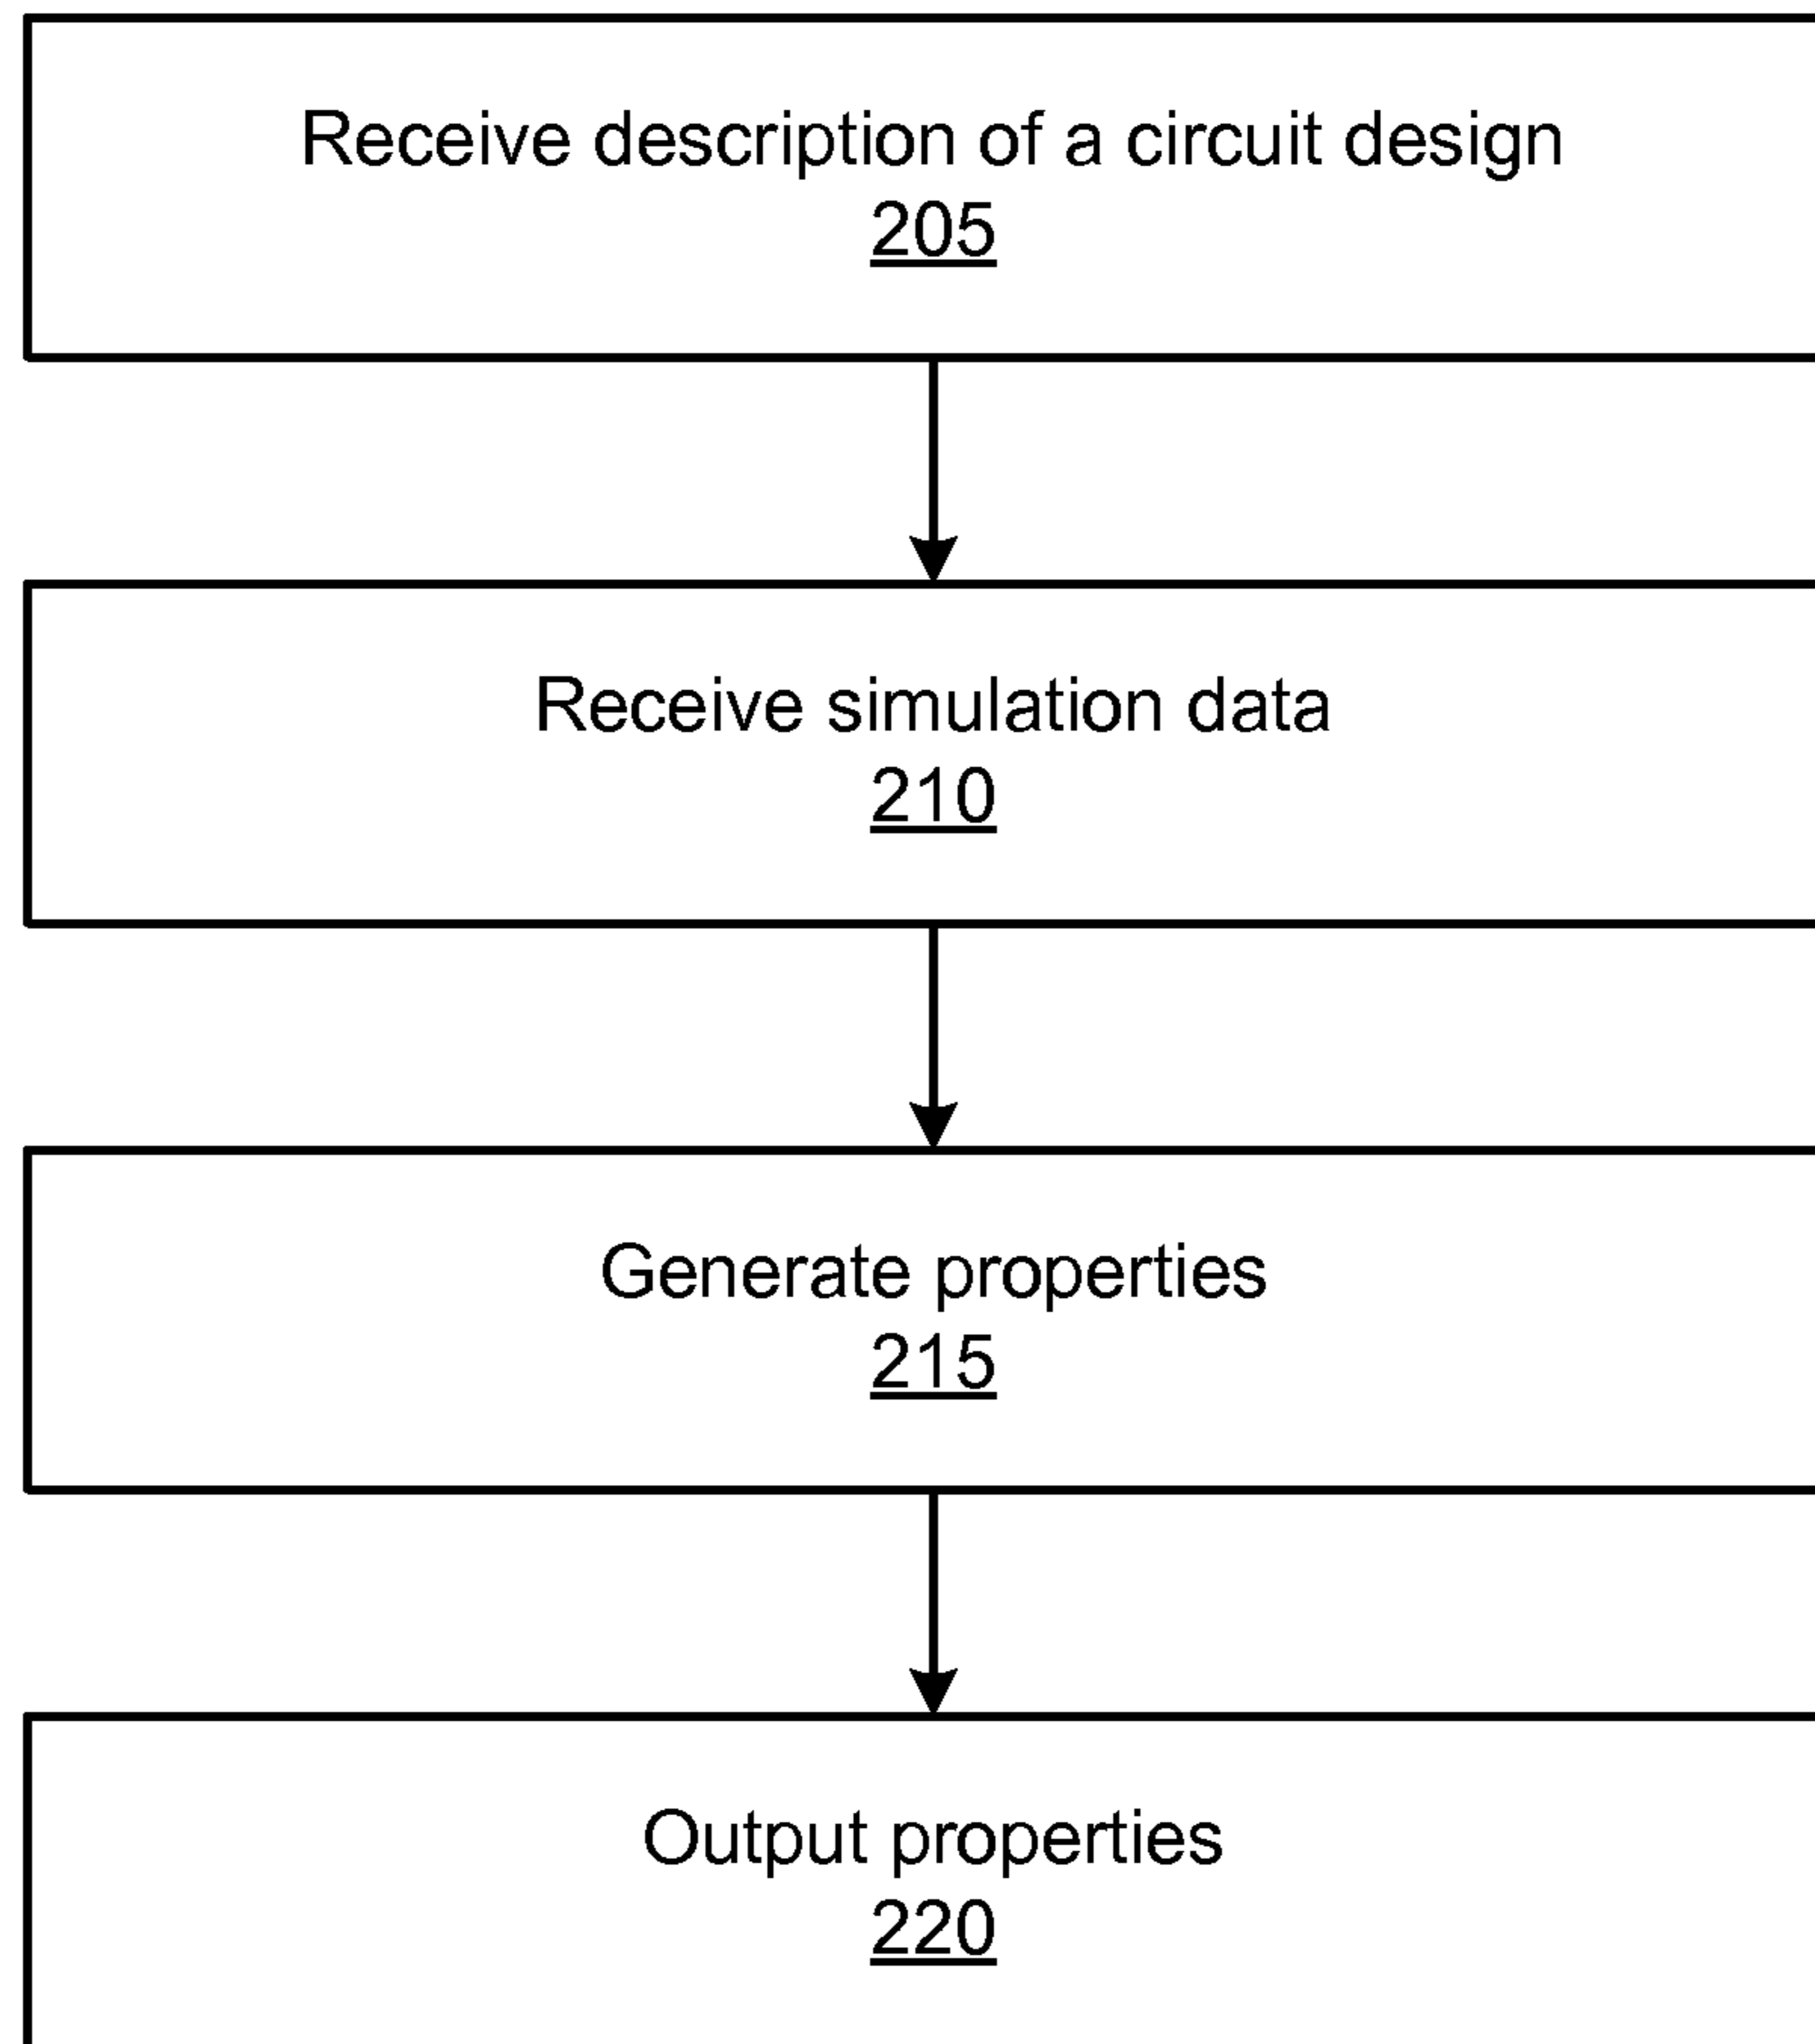 Receive description of a circuit design
205
Receive simulation data
210
Generate properties
215
Output properties
220